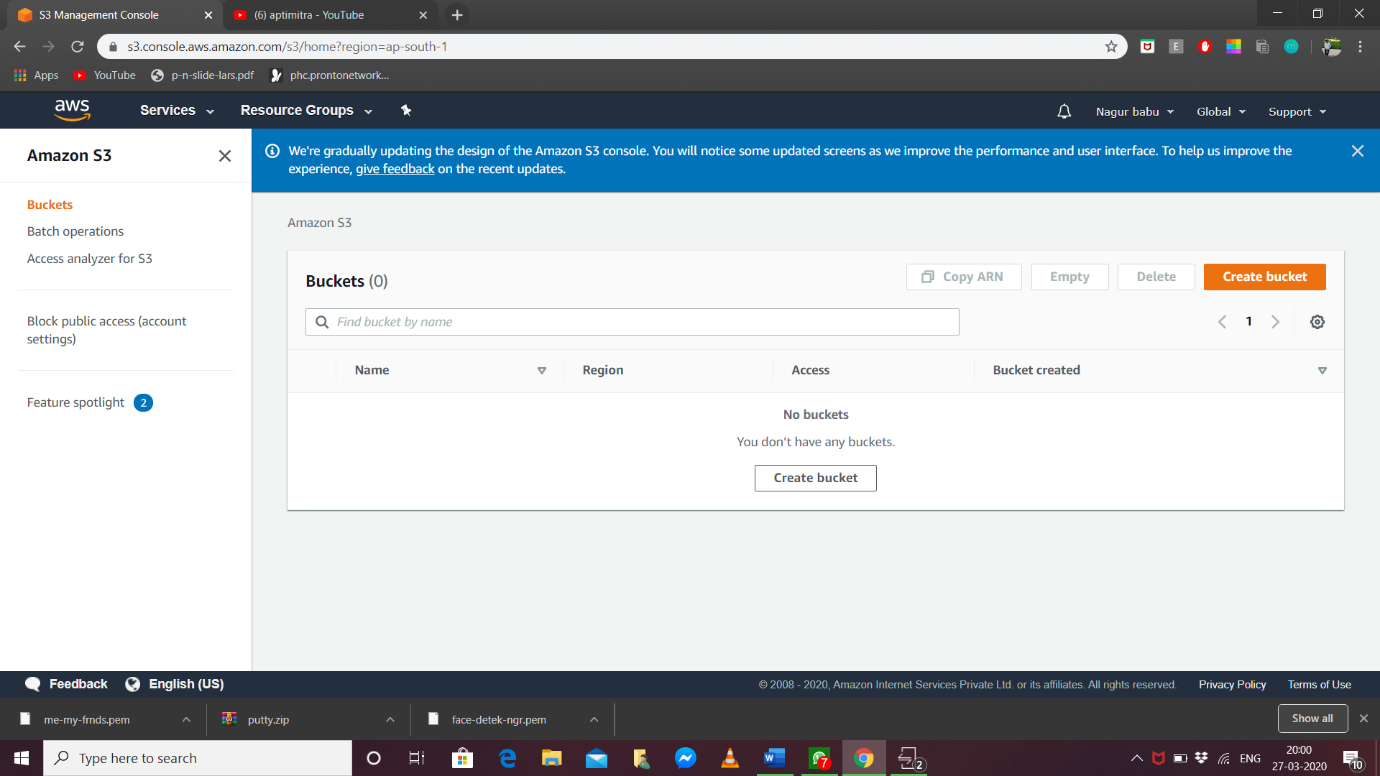 S3 Management Console
(6) aptimitra - YouTube
s3.console.aws.amazon.com/s3/home?region=ap-south-1
Apps
YouTube
p-n-slide-lars.pdf
phc.prontonetwork...
aws
Services
Resource Groups
Nagur babu
Global
Support
Amazon S3
We're gradually updating the design of the Amazon S3 console. You will notice some updated screens as we improve the performance and user interface. To help us improve the
experience, give feedback on the recent updates.
Buckets
Batch operations
Access analyzer for S3
Block public access (account
settings)
Feature spotlight 2
Amazon S3
Buckets (0)
Copy ARN
Empty
Delete
Create bucket
Find bucket by name
1
Name
Region
Access
Bucket created
No buckets
You don't have any buckets.
Create bucket
Feedback
English (US)
© 2008 - 2020, Amazon Internet Services Private Ltd. or its affiliates. All rights reserved.
Privacy Policy
Terms of Use
me-my-frnds.pem
putty.zip
face-detek-ngr.pem
Show all
Type here to search
7
2
ENG
20:00
27-03-2020
10